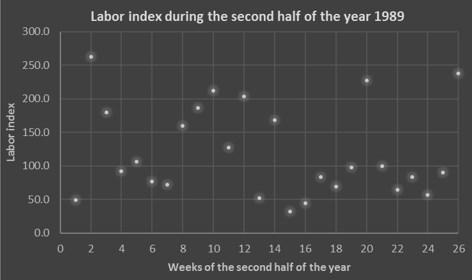 Labor index during the second half of the year 1989
300.0
250.0
200.0
150.0
100.0
50.0
0.0
Labor index
0 2 4 6 8 10 12 14 16 18 20 22 24 26
Weeks of the second half of the year